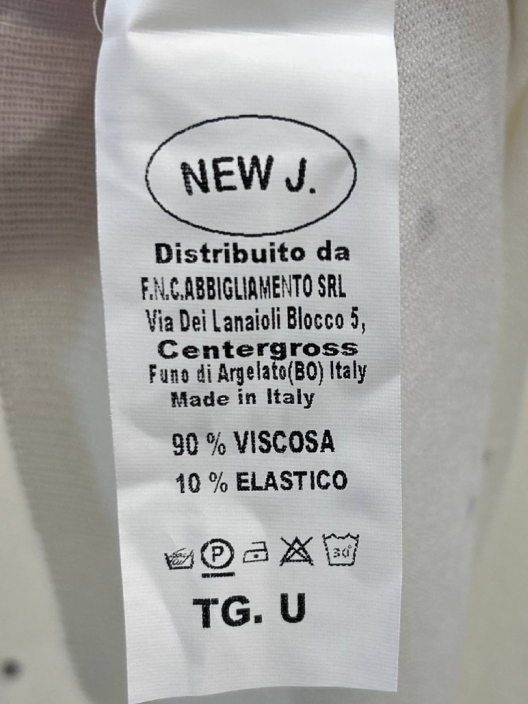 NEW J.
Distribuito da
F.N.C.ABBIGLIAMENTO SRL
Via Dei Lanaioli Blocco 5,
Centergross
Funo di Argelato(BO) Italy
Made in Italy
90 % VISCOSA
10 % ELASTICO
P 30°
TG. U